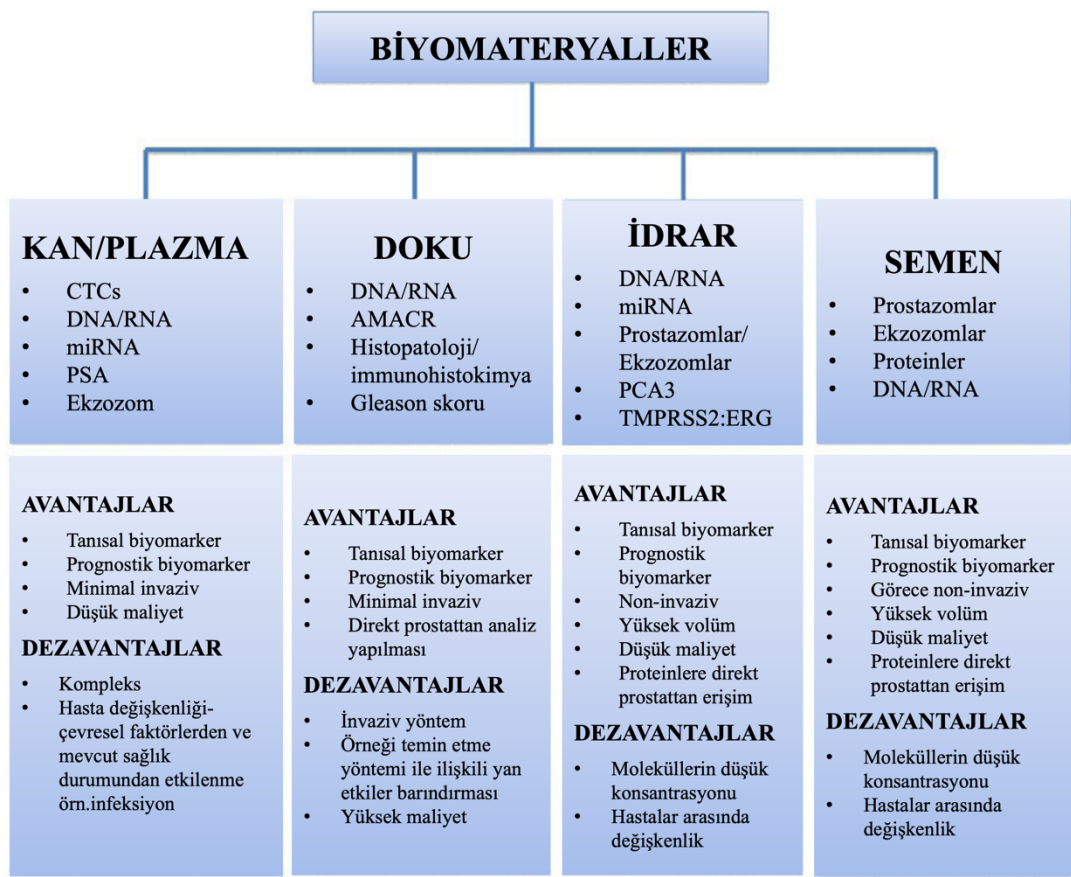 BİYOMATERYALLER
KAN/PLAZMA
• CTCs
• DNA/RNA
• miRNA
• PSA
• Ekzozom
AVANTAJLAR
• Tanısal biyomarker
• Prognostik biyomarker
• Minimal invaziv
• Düşük maliyet
DEZAVANTAJLAR
• Kompleks
• Hasta değişkenliği-
çevresel faktörlerden ve
mevcut sağlık
durumundan etkilenme
örn.infeksiyon
DOKU
• DNA/RNA
• AMACR
• Histopatoloji/
immunohistokimya
• Gleason skoru
AVANTAJLAR
• Tanısal biyomarker
• Prognostik biyomarker
• Minimal invaziv
• Direkt prostattan analiz
yapılması
DEZAVANTAJLAR
• İnvaziv yöntem
• Örneği temin etme
yöntemi ile ilişkili yan
etkiler barındırması
• Yüksek maliyet
İDRAR
• DNA/RNA
• miRNA
• Prostazomlar/
Ekzozomlar
• PCA3
• TMPRSS2:ERG
AVANTAJLAR
• Tanısal biyomarker
• Prognostik
biyomarker
• Non-invaziv
• Yüksek volüm
• Düşük maliyet
• Proteinlere direkt
prostattan erişim
DEZAVANTAJLAR
• Moleküllerin düşük
konsantrasyonu
• Hastalar arasında
değişkenlik
SEMEN
• Prostazomlar
• Ekzozomlar
• Proteinler
• DNA/RNA
AVANTAJLAR
• Tanısal biyomarker
• Prognostik biyomarker
• Görece non-invaziv
• Yüksek volüm
• Düşük maliyet
• Proteinlere direkt
prostattan erişim
DEZAVANTAJLAR
• Moleküllerin düşük
konsantrasyonu
• Hastalar arasında
değişkenlik